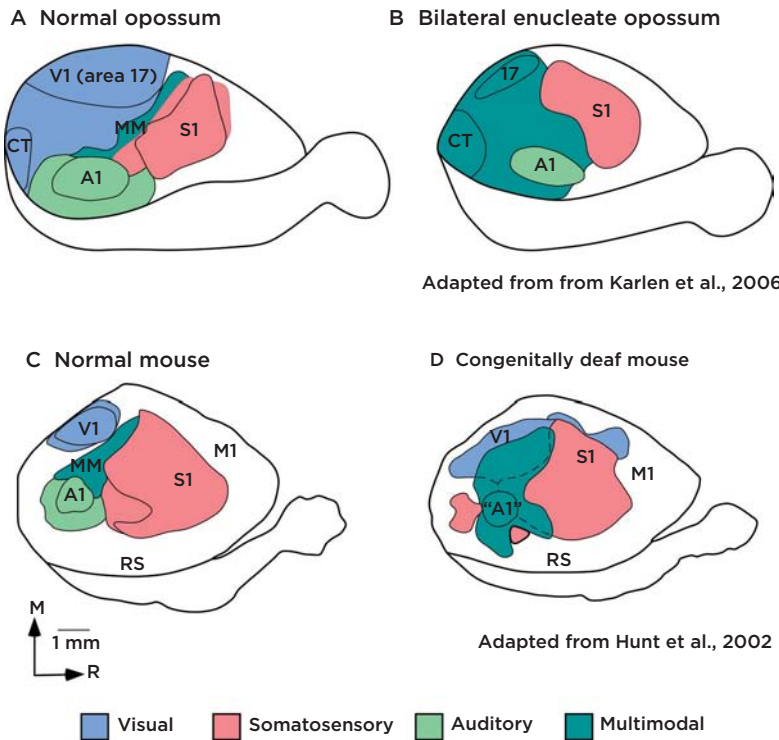 A Normal opossum
B Bilateral enucleate opossum
V1 (area 17)
MM
S1
CT
A1
17
S1
CT
A1
Adapted from from Karlen et al., 2006
C Normal mouse
D Congenitally deaf mouse
V1
M1
MM
S1
A1
RS
V1
S1
M1
"A1"
RS
M
1 mm
R
Adapted from Hunt et al., 2002
Visual
Somatosensory
Auditory
Multimodal